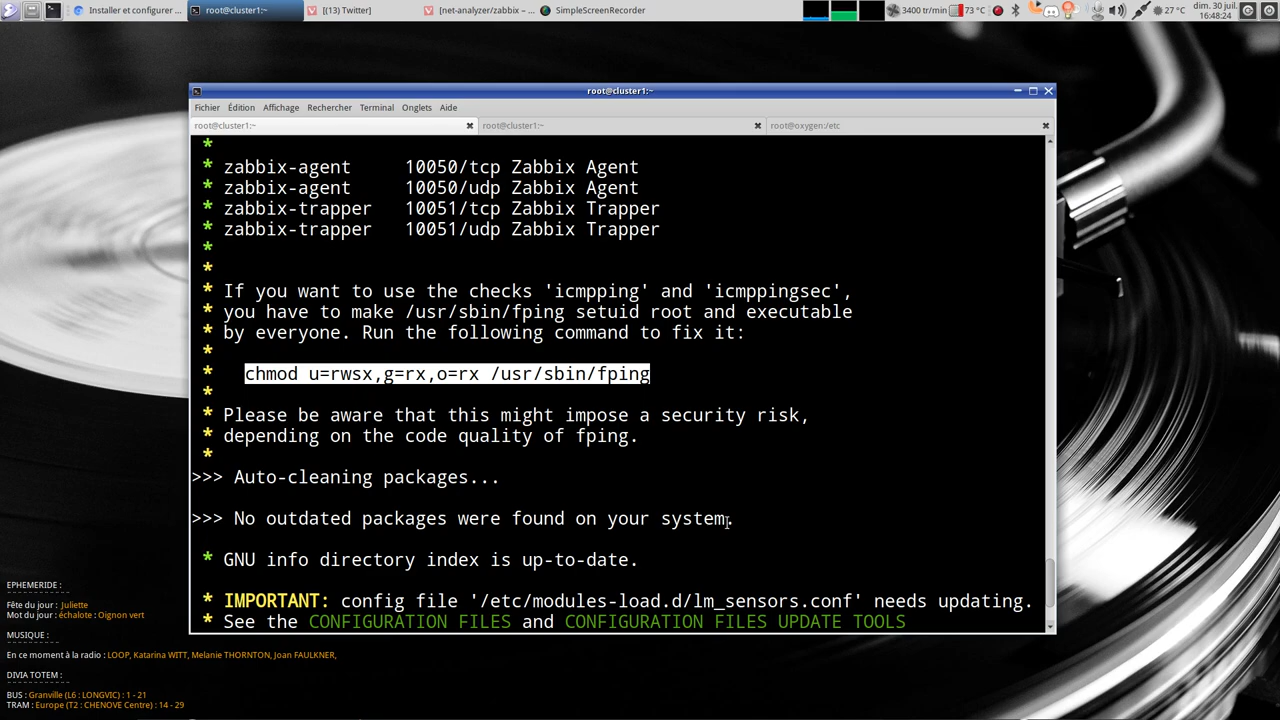 Installer et configurer ...
root@cluster1:~
[(13) Twitter]
[net-analyzer/zabbix – ...
SimpleScreenRecorder
3400 tr/min
73 °C
27 °C
dim. 30 juil.
16:48:24
root@cluster1:~
Fichier Édition Affichage Rechercher Terminal Onglets Aide
root@cluster1:~
root@cluster1:~
root@oxygen:/etc
*
* zabbix-agent 10050/tcp Zabbix Agent
* zabbix-agent 10050/udp Zabbix Agent
* zabbix-trapper 10051/tcp Zabbix Trapper
* zabbix-trapper 10051/udp Zabbix Trapper
*
*
* If you want to use the checks 'icmpping' and 'icmppingsec',
* you have to make /usr/sbin/fping setuid root and executable
* by everyone. Run the following command to fix it:
*
* chmod u=rwsx,g=rx,o=rx /usr/sbin/fping
*
* Please be aware that this might impose a security risk,
* depending on the code quality of fping.
*
>>> Auto-cleaning packages...
>>> No outdated packages were found on your system.
* GNU info directory index is up-to-date.
* IMPORTANT: config file '/etc/modules-load.d/lm_sensors.conf' needs updating.
* See the CONFIGURATION FILES and CONFIGURATION FILES UPDATE TOOLS
EPHEMERIDE :
Fête du jour : Juliette
Mot du jour : échalote : Oignon vert
MUSIQUE :
En ce moment à la radio : LOOP, Katarina WITT, Melanie THORNTON, Joan FAULKNER,
DIVIA TOTEM :
BUS : Granville (L6 : LONGVIC) : 1 - 21
TRAM : Europe (T2 : CHENOVE Centre) : 14 - 29